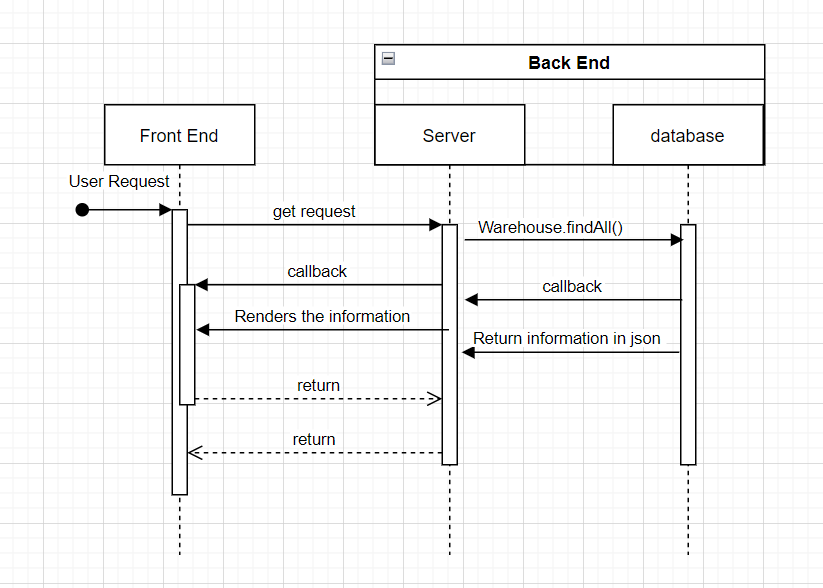 Back End
Front End
Server
database
User Request
get request
Warehouse.findAll()
callback
callback
Renders the information
Return information in json
return
return